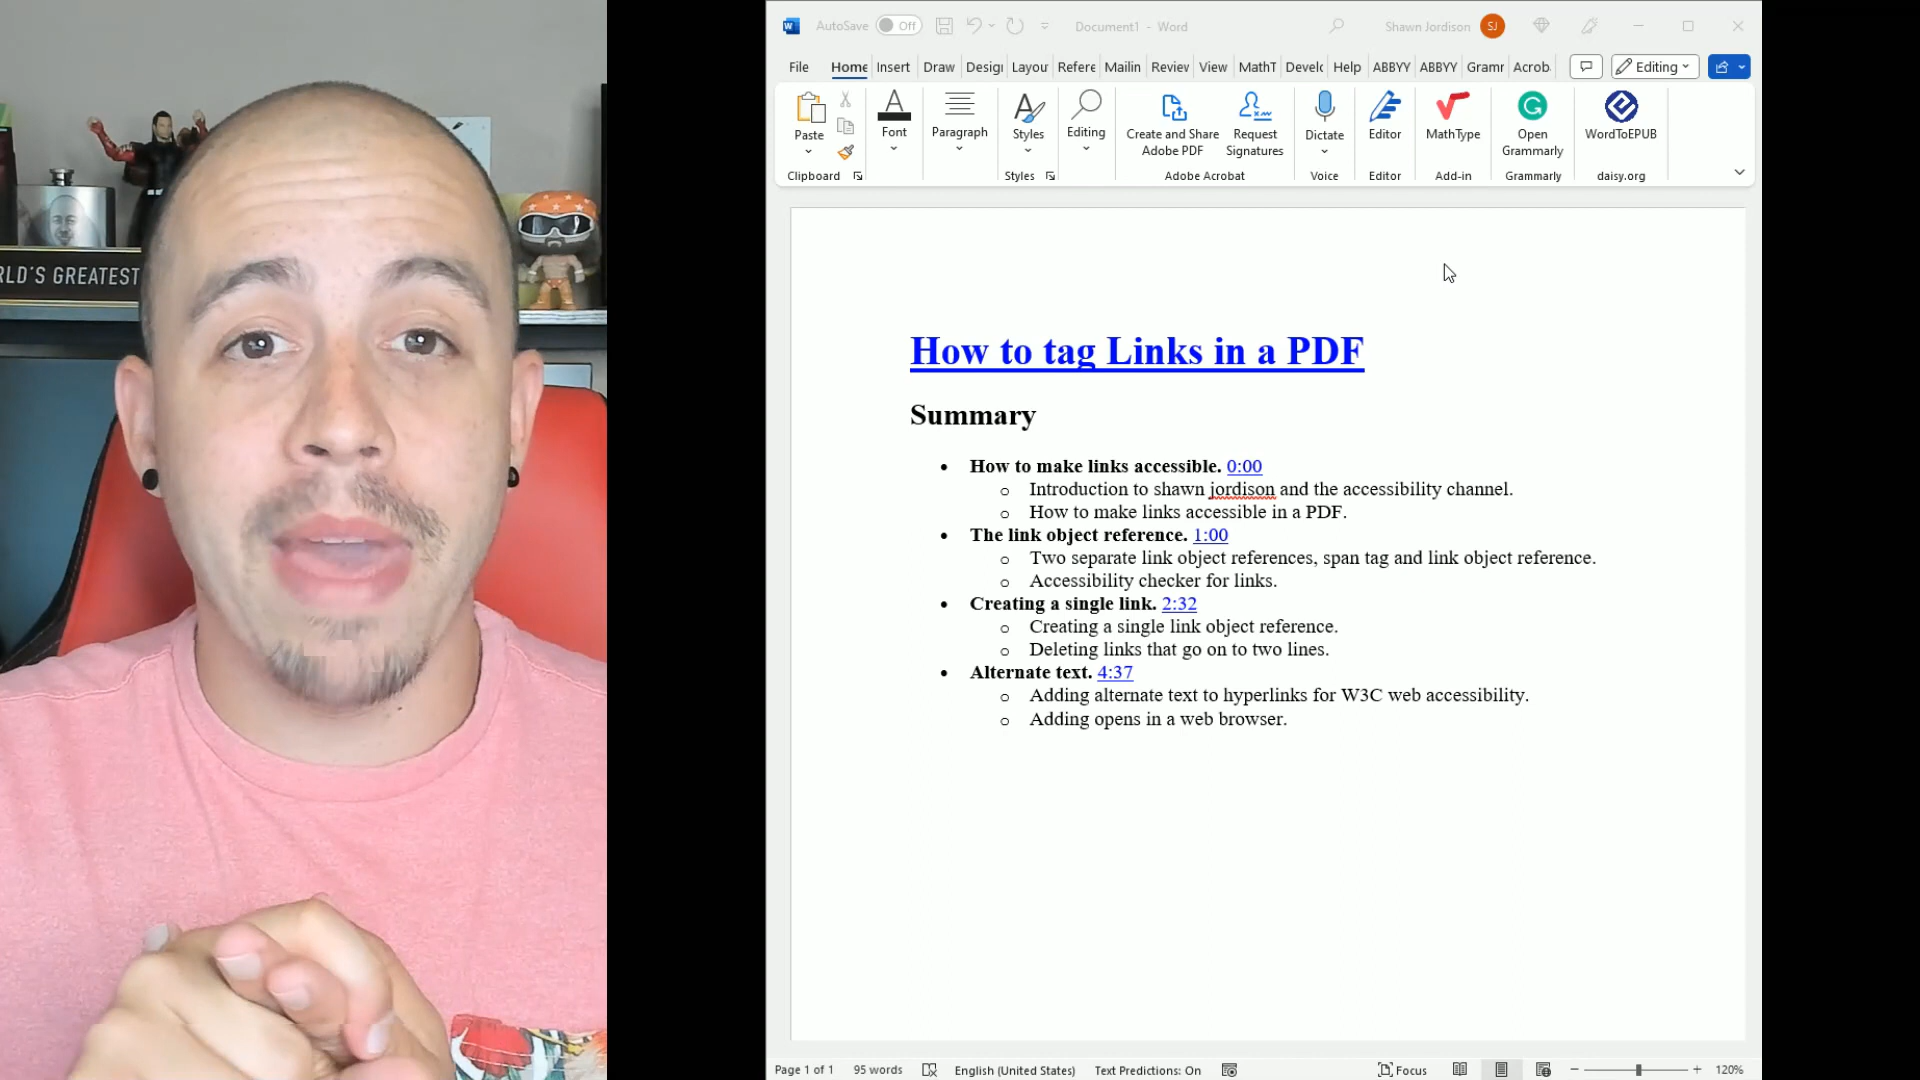 RLD'S GREATEST
AutoSave Off Document1 - Word Shawn Jordison SJ
File Home Insert Draw Desig Layou Refere Mailin Review View MathT Develc Help ABBYY ABBYY Gramr Acrob Editing
Paste Font Paragraph Styles Editing Create and Share Adobe PDF Request Signatures Dictate Editor MathType Open Grammarly WordToEPUB
Clipboard Styles Adobe Acrobat Voice Editor Add-in Grammarly daisy.org
How to tag Links in a PDF
Summary
• How to make links accessible. 0:00
o Introduction to shawn jordison and the accessibility channel.
o How to make links accessible in a PDF.
• The link object reference. 1:00
o Two separate link object references, span tag and link object reference.
o Accessibility checker for links.
• Creating a single link. 2:32
o Creating a single link object reference.
o Deleting links that go on to two lines.
• Alternate text. 4:37
o Adding alternate text to hyperlinks for W3C web accessibility.
o Adding opens in a web browser.
Page 1 of 1 95 words English (United States) Text Predictions: On Focus 120%